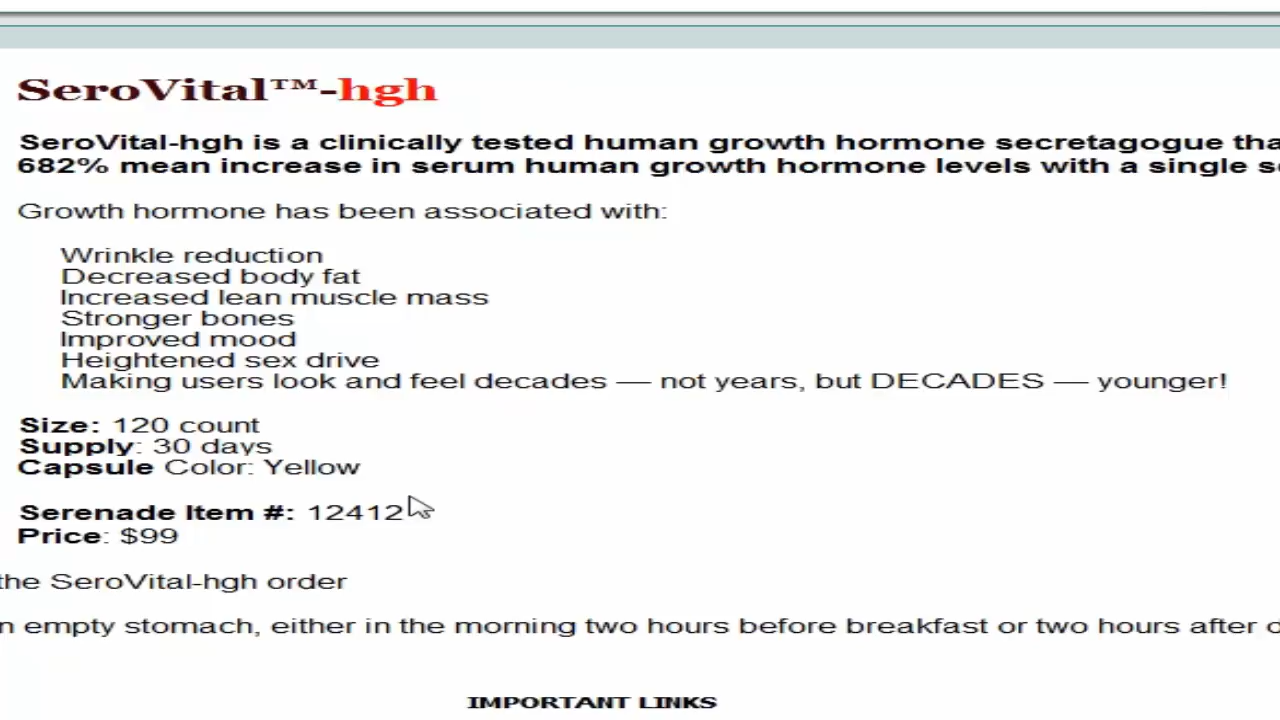 SeroVital™-hgh
SeroVital-hgh is a clinically tested human growth hormone secretagogue
682% mean increase in serum human growth hormone levels with a single
Growth hormone has been associated with:
Wrinkle reduction
Decreased body fat
Increased lean muscle mass
Stronger bones
Improved mood
Heightened sex drive
Making users look and feel decades — not years, but DECADES — younger!
Size: 120 count
Supply: 30 days
Capsule Color: Yellow
Serenade Item #: 12412
Price: $99
the SeroVital-hgh order
empty stomach, either in the morning two hours before breakfast or two hours after
IMPORTANT LINKS